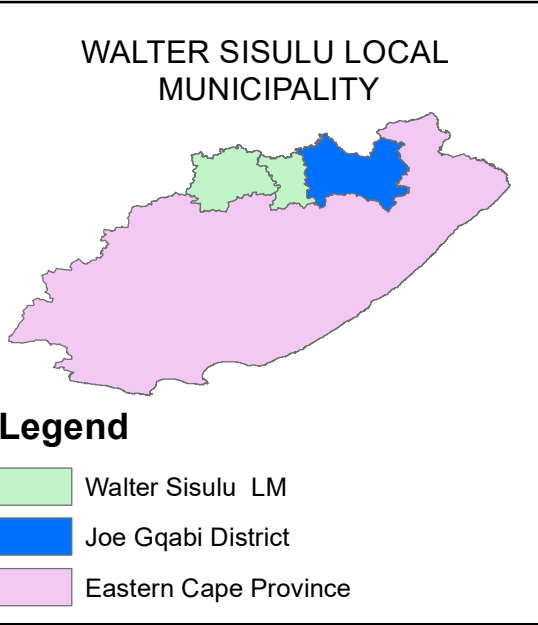 WALTER SISULU LOCAL
MUNICIPALITY
Legend
Walter Sisulu LM
Joe Gqabi District
Eastern Cape Province